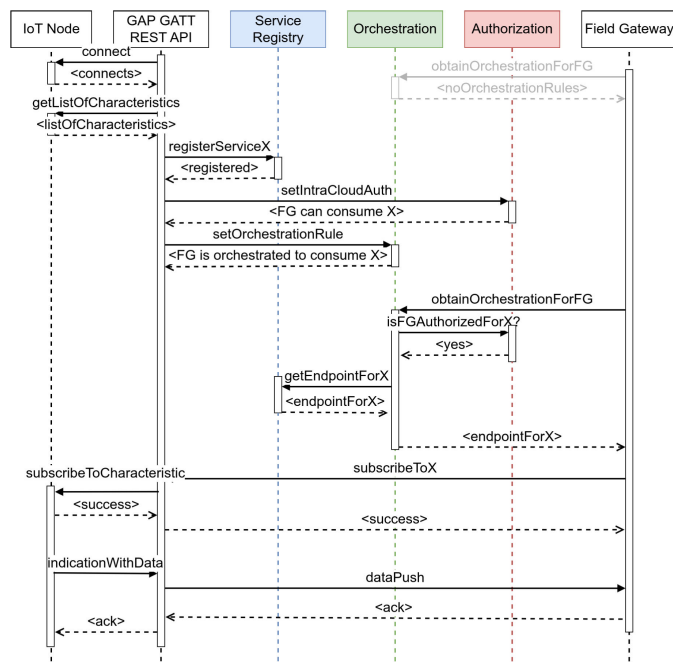 IoT Node
GAP GATT
REST API
Service
Registry
Orchestration
Authorization
Field Gateway
connect
<connects>
obtainOrchestrationForFG
<noOrchestrationRules>
getListOfCharacteristics
<listOfCharacteristics>
registerServiceX
<registered>
setIntraCloudAuth
<FG can consume X>
setOrchestrationRule
<FG is orchestrated to consume X>
obtainOrchestrationForFG
isFGAuthorizedForX?
<yes>
getEndpointForX
<endpointForX>
<endpointForX>
subscribeToX
subscribeToCharacteristic
<success>
<success>
indicationWithData
dataPush
<ack>
<ack>